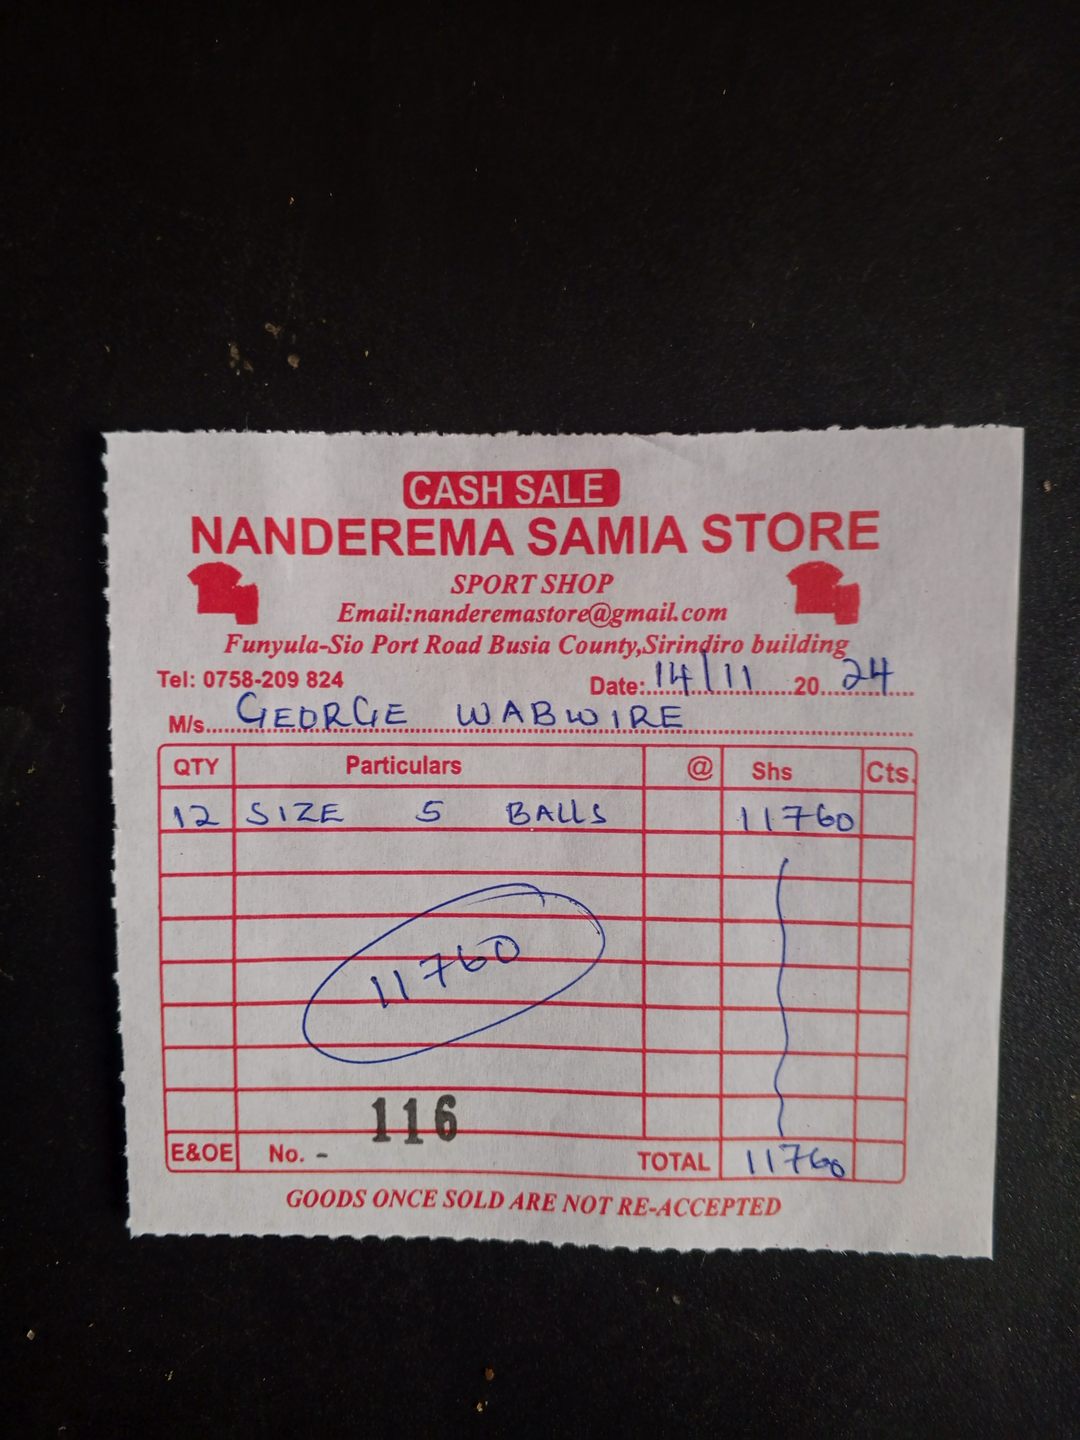 CASH SALE
NANDEREMA SAMIA STORE
SPORT SHOP
Email:nanderemastore@gmail.com
Funyula-Sio Port Road Busia County,Sirindiro building
Tel: 0758-209 824 Date: 14/11 20 24
M/s. GEORGE WABWIRE
QTY Particulars @ Shs Cts.
12 SIZE 5 BALLS 11760
11760
116
E&OE No. - TOTAL 11760
GOODS ONCE SOLD ARE NOT RE-ACCEPTED